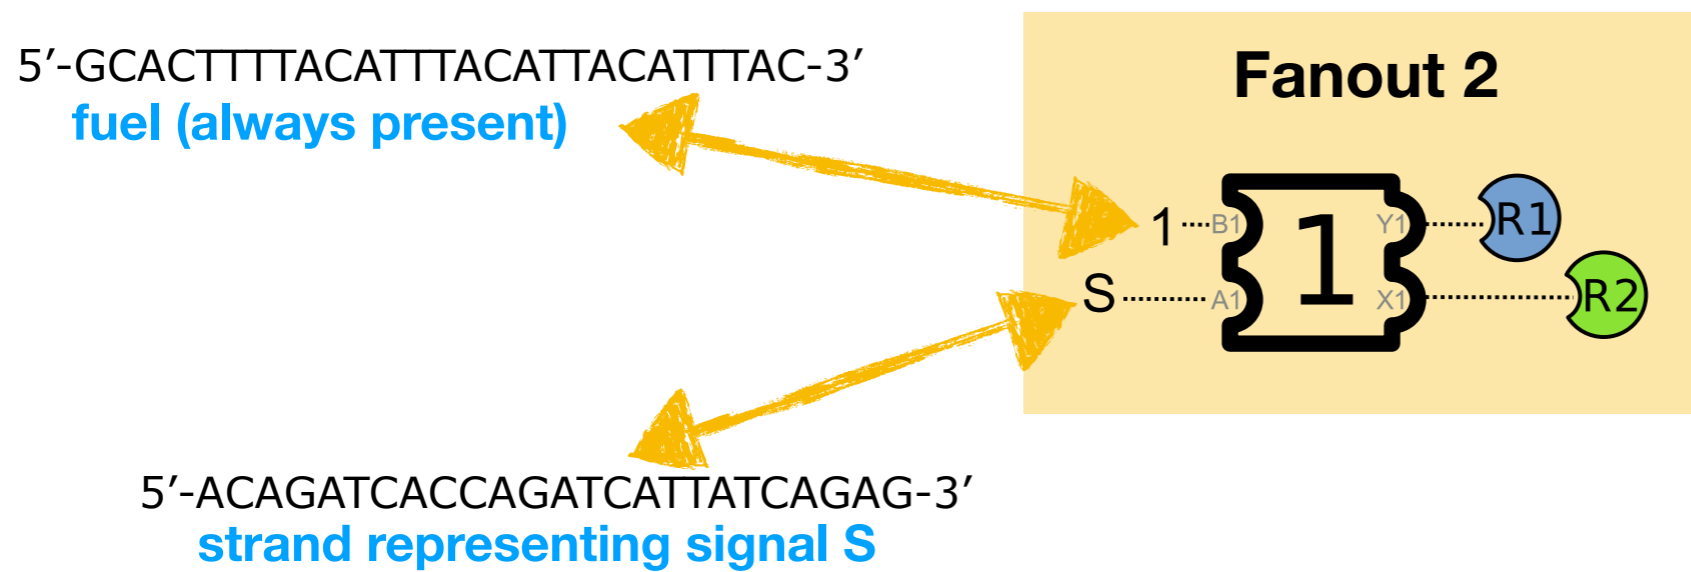 5′-GCACTTTTACATTTACATTACATTTAC-3′
fuel (always present)
Fanout 2
1 B1 1 Y1 R1
S A1 X1 R2
5′-ACAGATCACCAGATCATTATCAGAG-3′
strand representing signal S